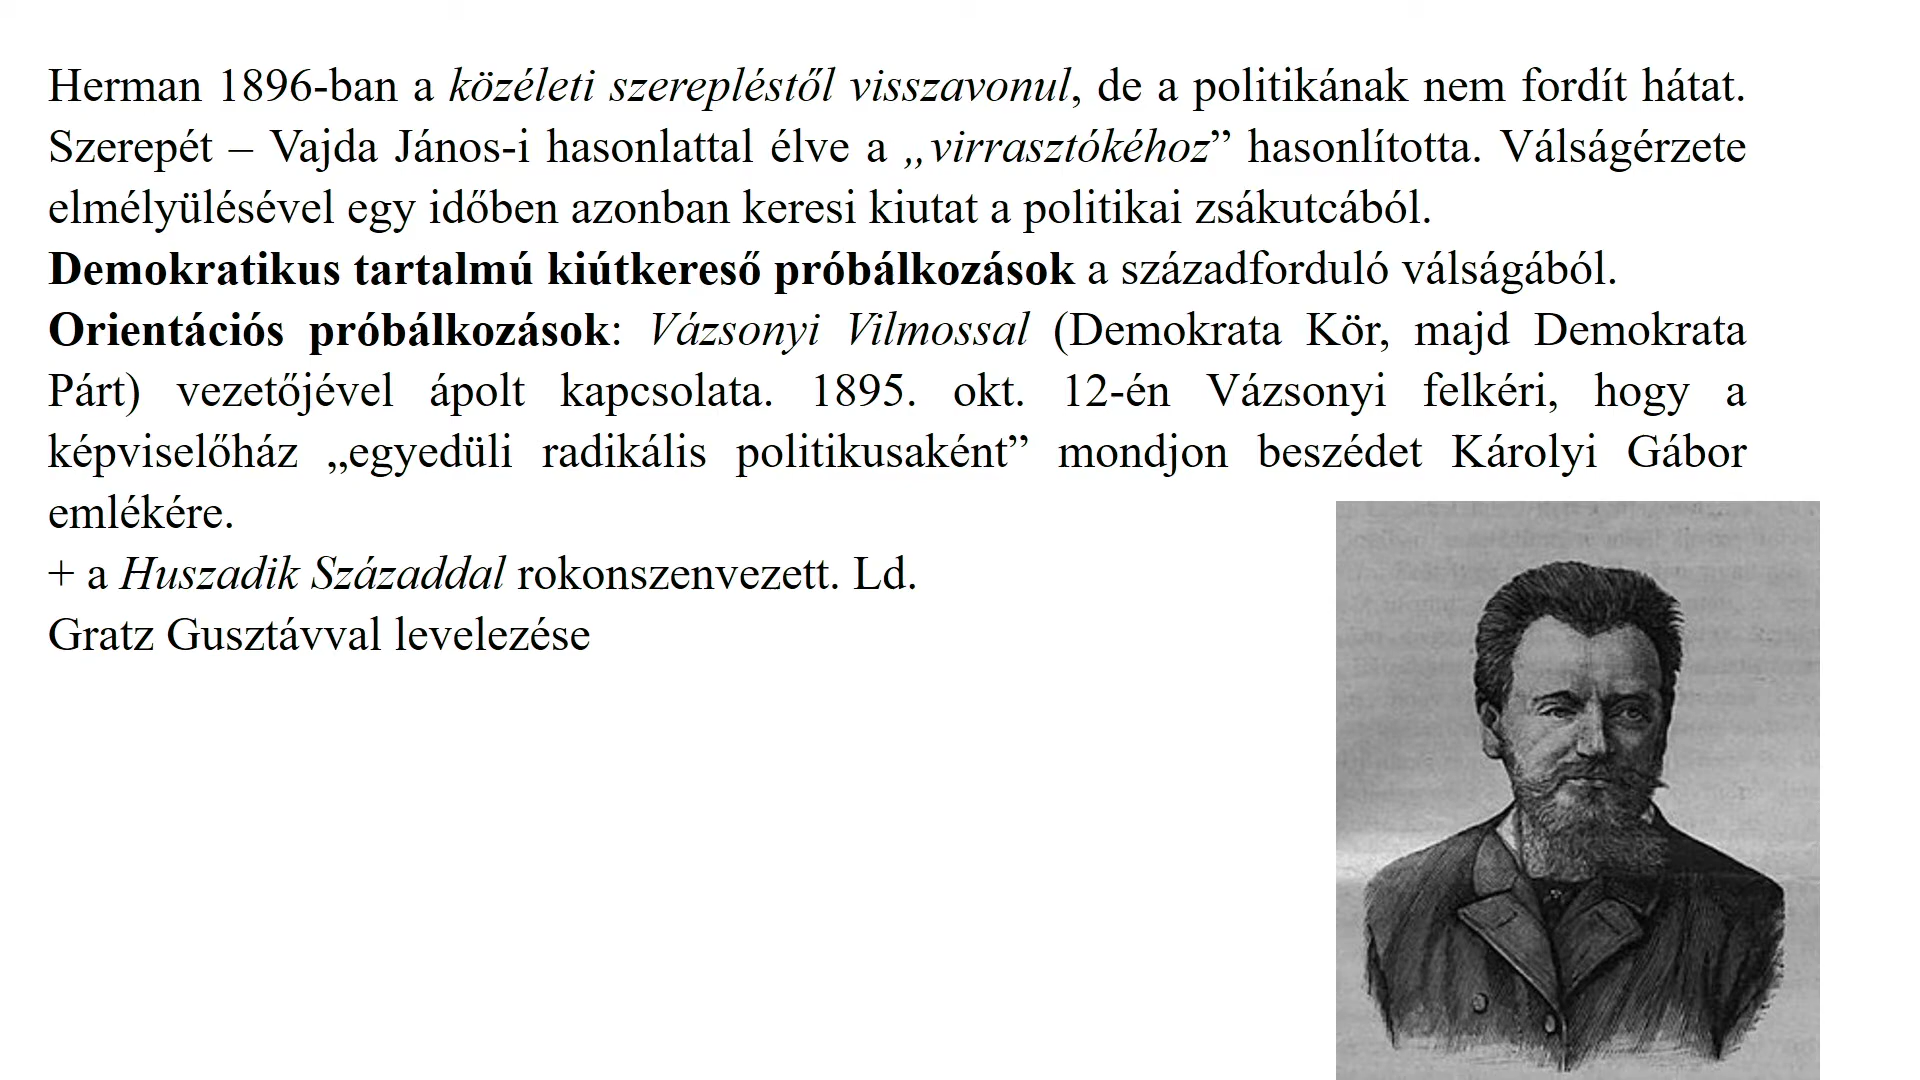 Herman 1896-ban a közéleti szerepléstől visszavonul, de a politikának nem fordít hátat.
Szerepét – Vajda János-i hasonlattal élve a „virrasztókéhoz” hasonlította. Válságérzete
elmélyülésével egy időben azonban keresi kiutat a politikai zsákutcából.
Demokratikus tartalmú kiútkereső próbálkozások a századforduló válságából.
Orientációs próbálkozások: Vázsonyi Vilmossal (Demokrata Kör, majd Demokrata
Párt) vezetőjével ápolt kapcsolata. 1895. okt. 12-én Vázsonyi felkéri, hogy a
képviselőház „egyedüli radikális politikusaként” mondjon beszédet Károlyi Gábor
emlékére.
+ a Huszadik Századdal rokonszenvezett. Ld.
Gratz Gusztávval levelezése